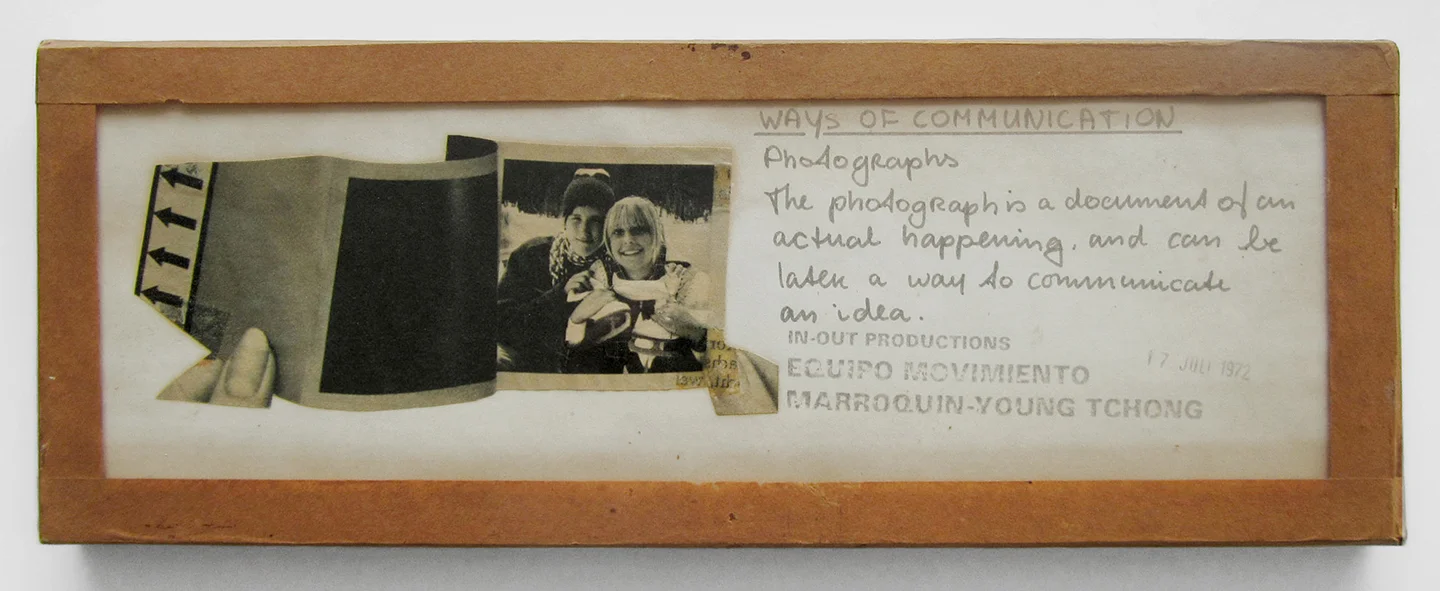 WAYS OF COMMUNICATION
Photographs
The photograph is a document of an
actual happening, and can be
later a way to communicate
an idea.
IN-OUT PRODUCTIONS
EQUIPO MOVIMIENTO
17. JULI 1972
MARROQUIN-YOUNG TCHONG